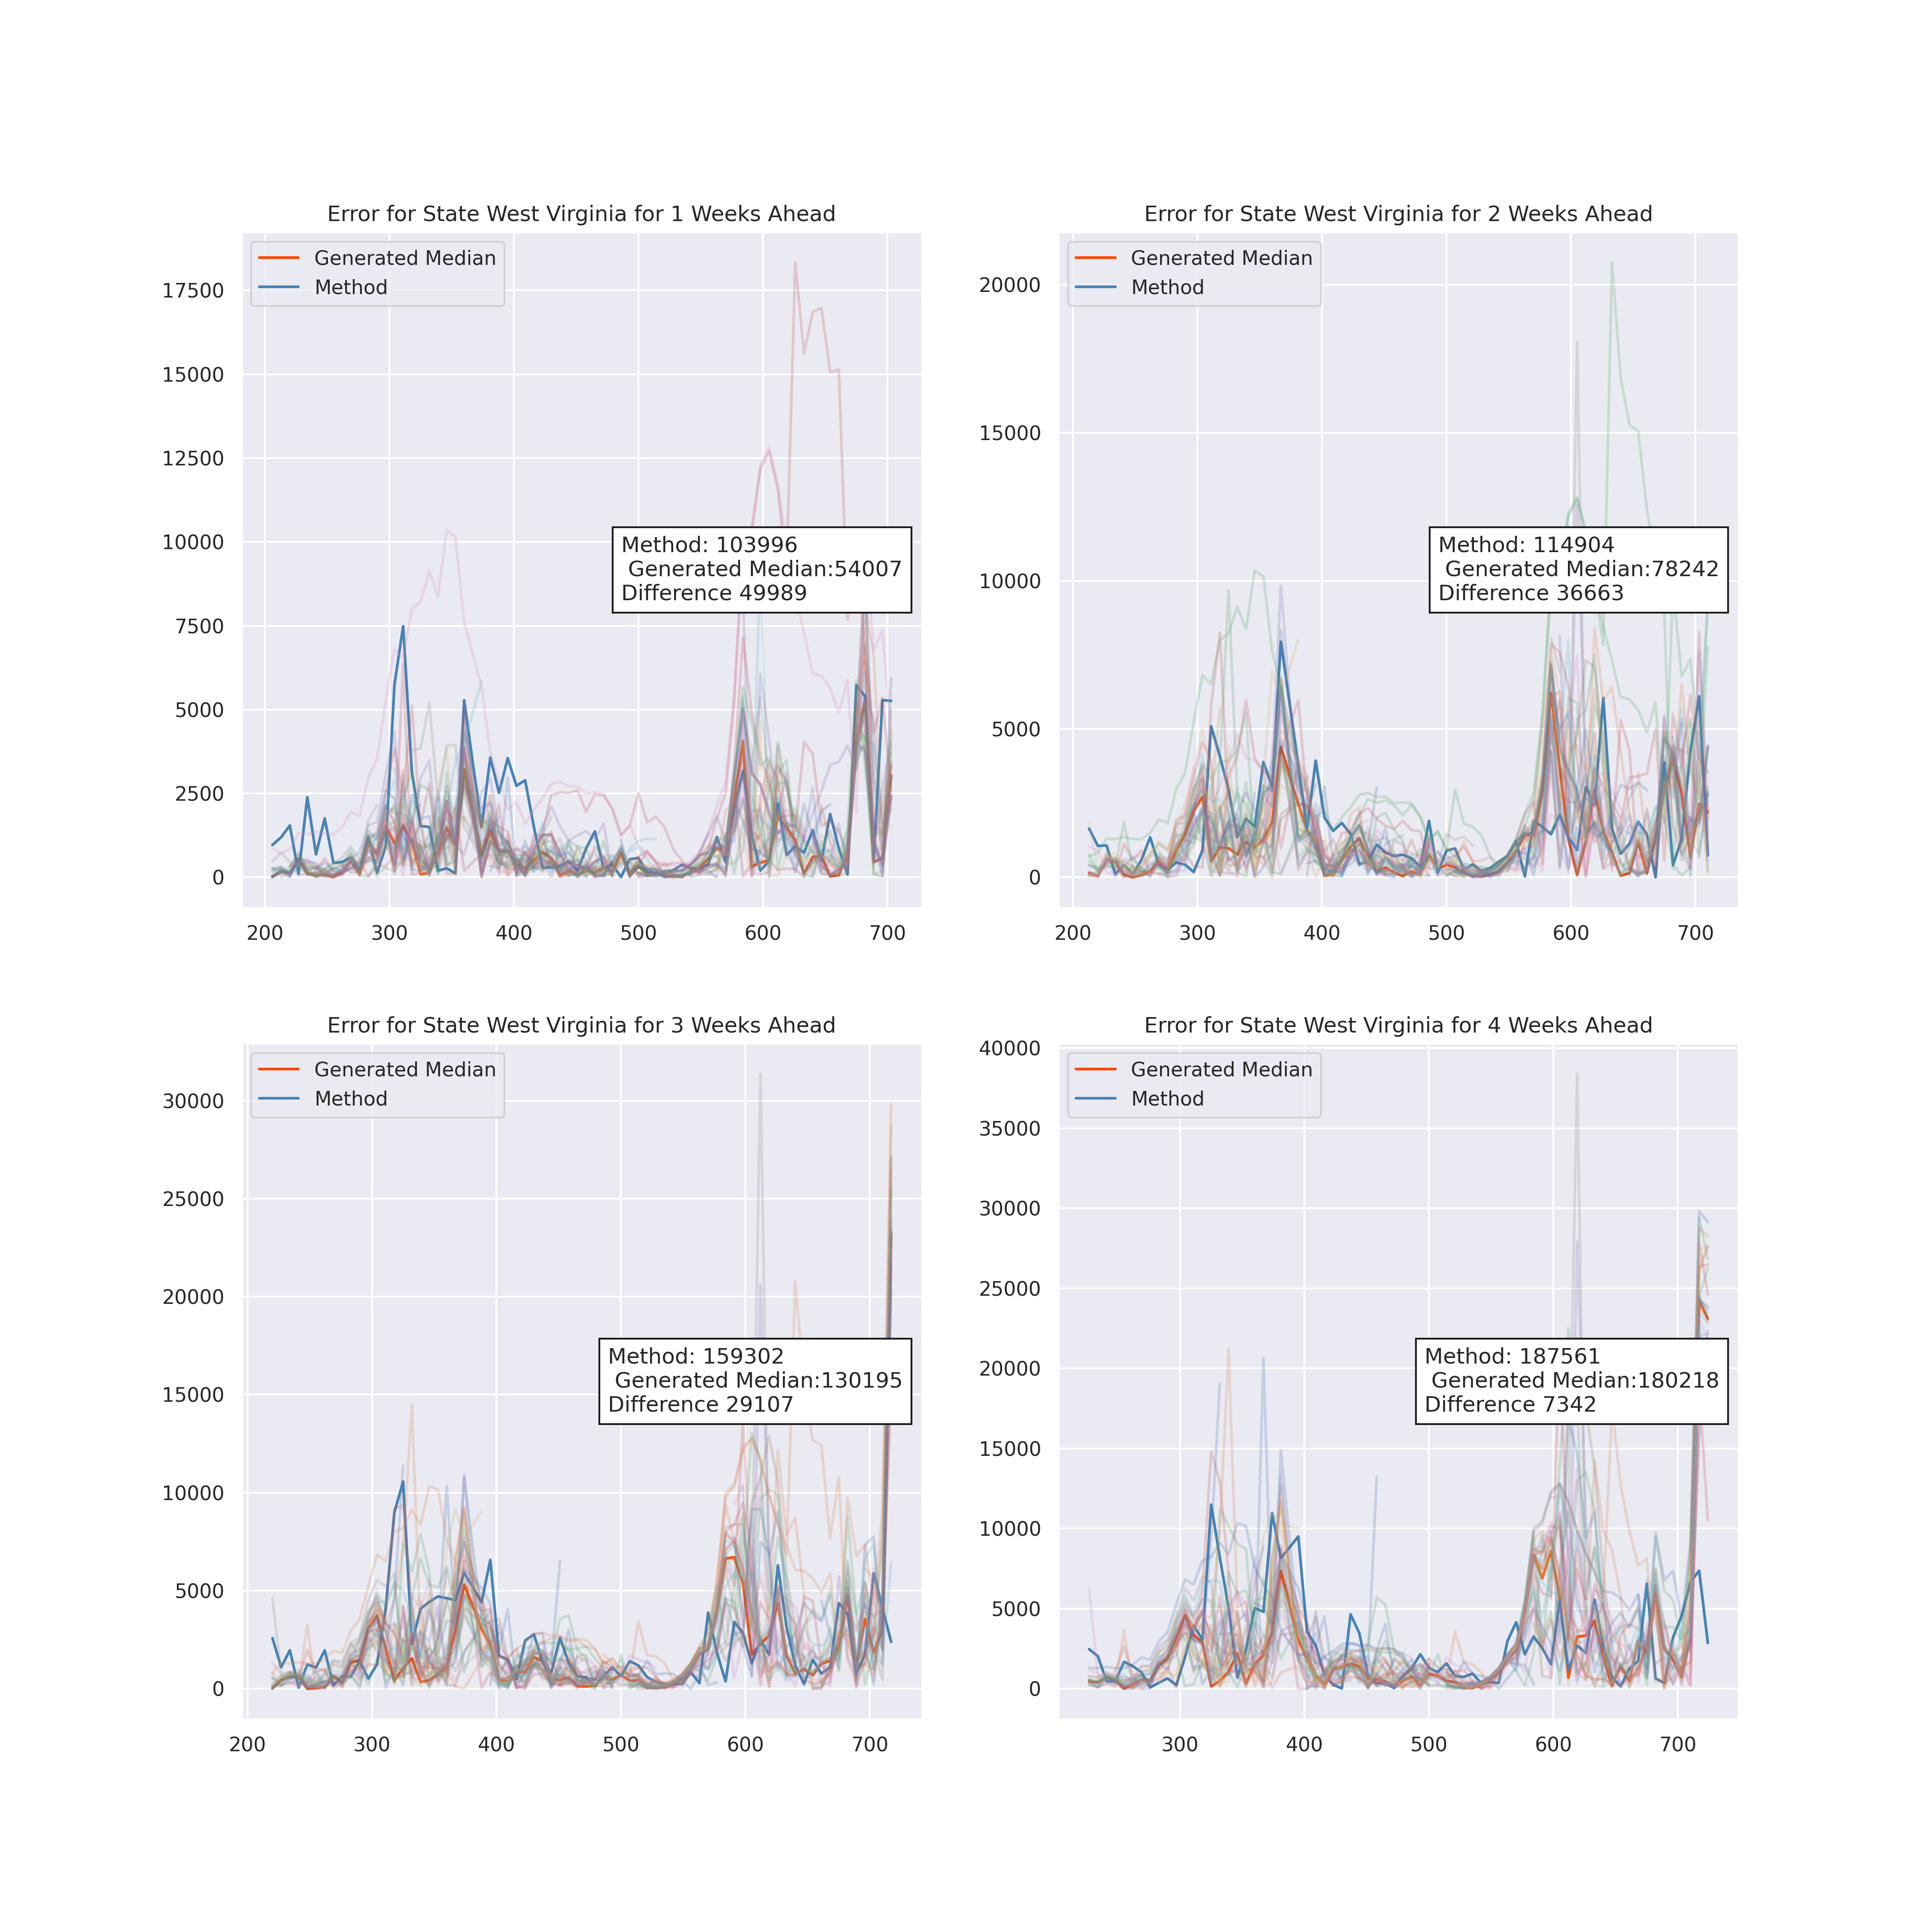 Error for State West Virginia for 1 Weeks Ahead
Generated Median
Method
17500
15000
12500
10000
7500
5000
2500
0
Method: 103996
Generated Median:54007
Difference 49989
200 300 400 500 600 700
Error for State West Virginia for 2 Weeks Ahead
Generated Median
Method
20000
15000
10000
5000
0
Method: 114904
Generated Median:78242
Difference 36663
200 300 400 500 600 700
Error for State West Virginia for 3 Weeks Ahead
Generated Median
Method
30000
25000
20000
15000
10000
5000
0
Method: 159302
Generated Median:130195
Difference 29107
200 300 400 500 600 700
Error for State West Virginia for 4 Weeks Ahead
Generated Median
Method
40000
35000
30000
25000
20000
15000
10000
5000
0
Method: 187561
Generated Median:180218
Difference 7342
300 400 500 600 700